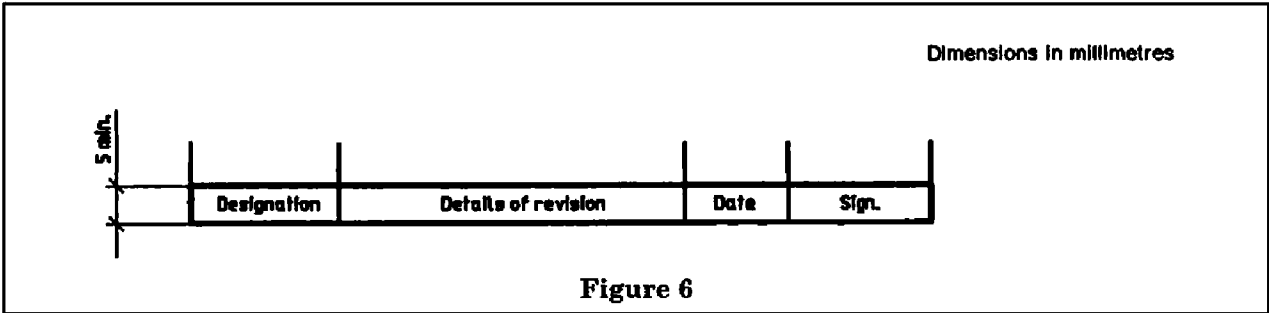 Dimensions in millimetres
5 min.
Designation Details of revision Date Sign.
Figure 6